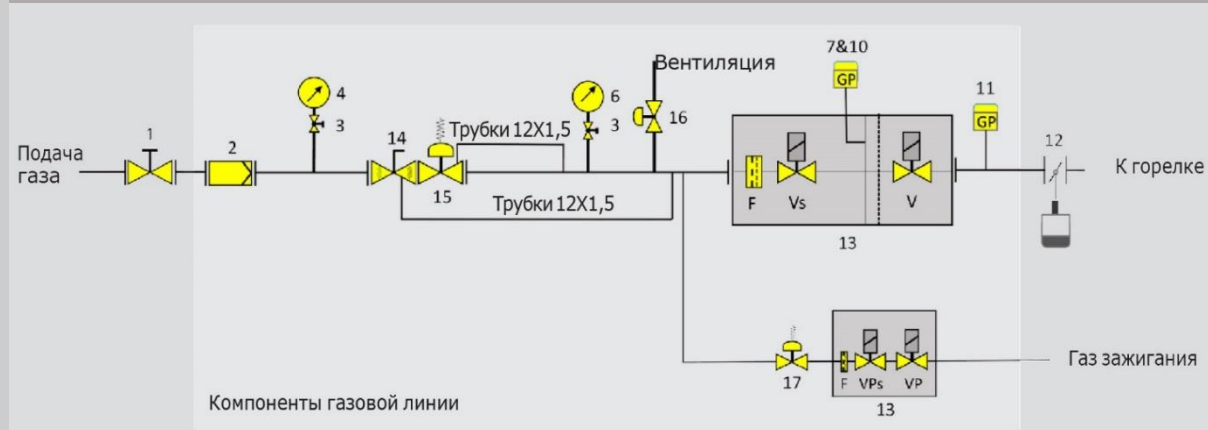 7&10
Вентиляция
GP
4
6
11
GP
3
3
16
1
14
Трубки 12X1,5
12
Подача
газа
2
К горелке
15
Трубки 12X1,5
F
Vs
V
13
Газ зажигания
17
F
VPs
VP
13
Компоненты газовой линии